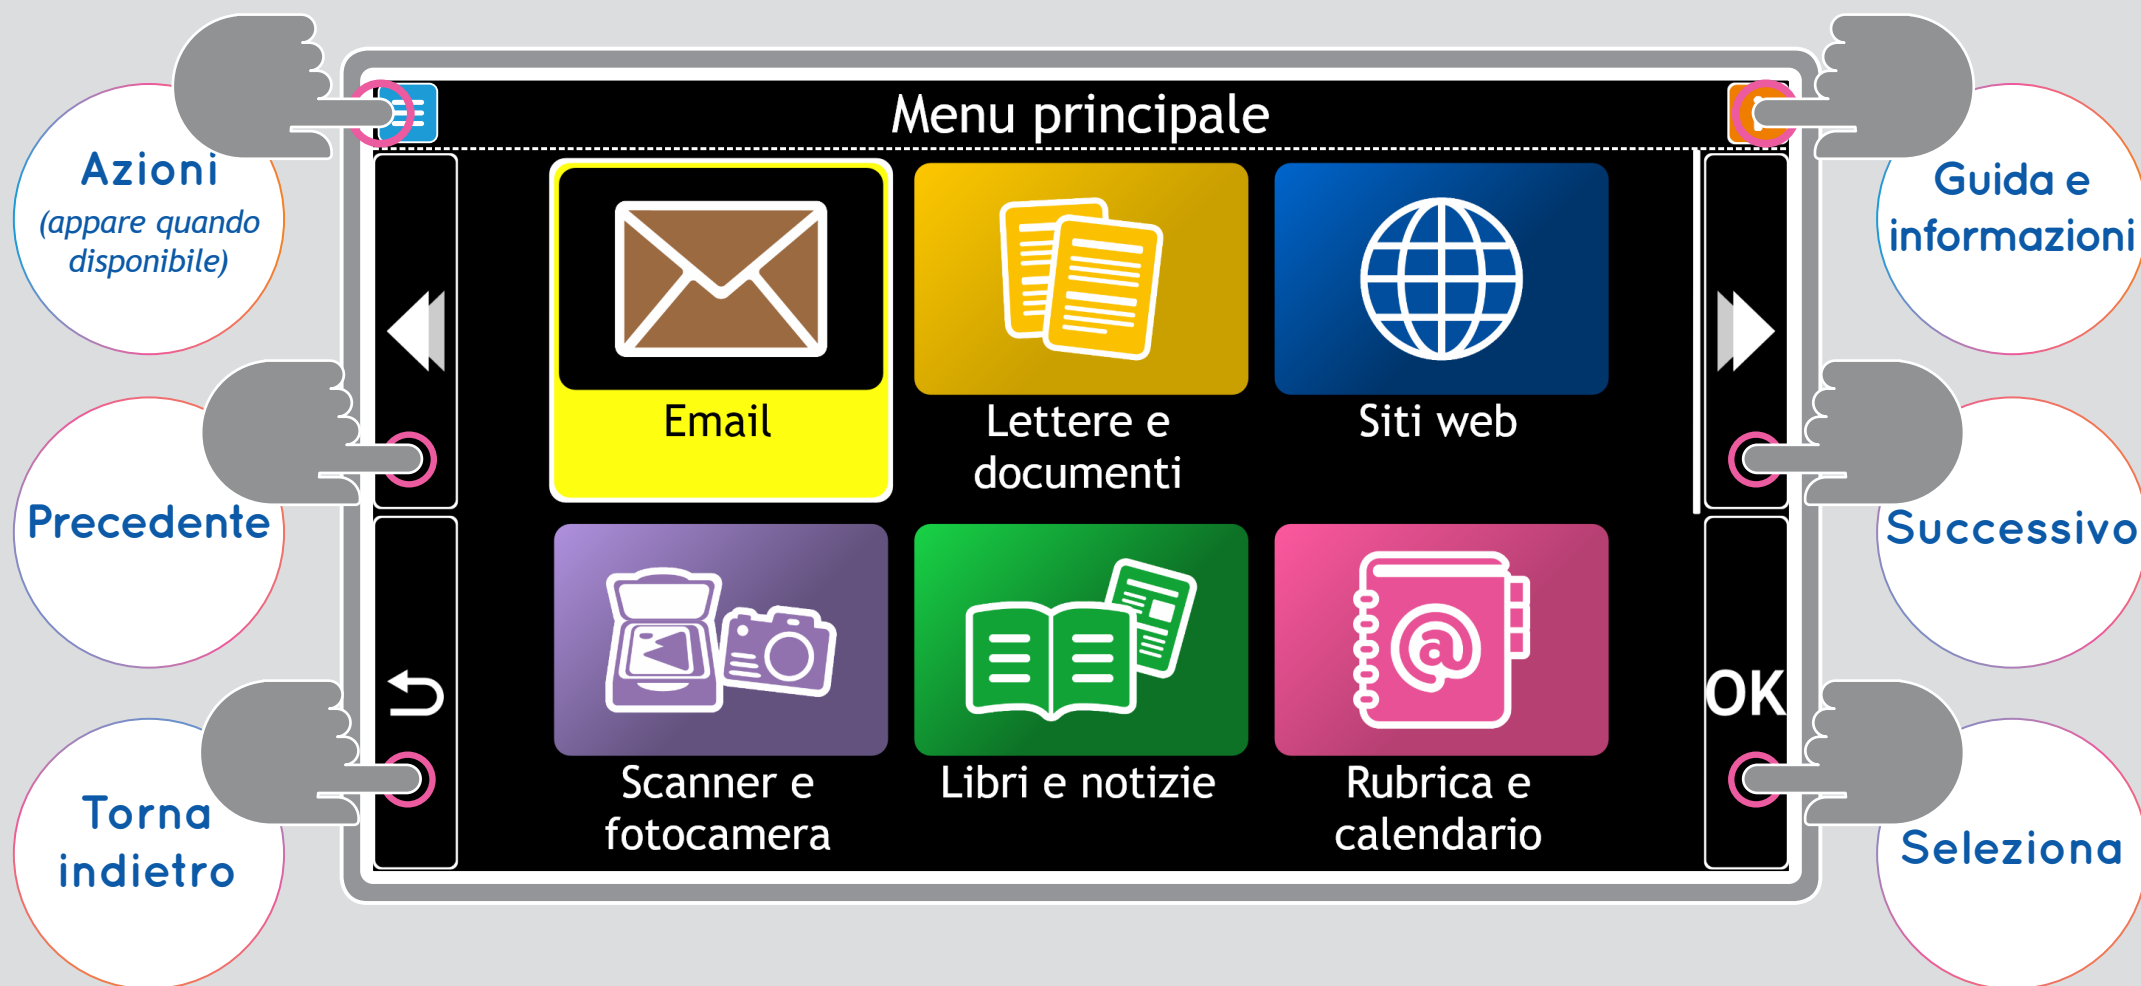 Menu principale
Azioni
(appare quando
disponibile)
Guida e
informazioni
Email
Lettere e
documenti
Siti web
Precedente
Successivo
OK
Scanner e
fotocamera
Libri e notizie
Rubrica e
calendario
@
Torna
indietro
Seleziona